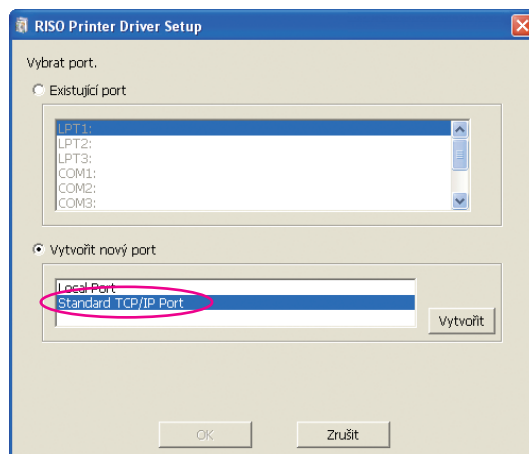 RISO Printer Driver Setup
Vybrat port.
Existující port
LPT1:
LPT2:
LPT3:
COM1:
COM2:
COM3:
Vytvořit nový port
Local Port
Standard TCP/IP Port
Vytvořit
OK
Zrušit